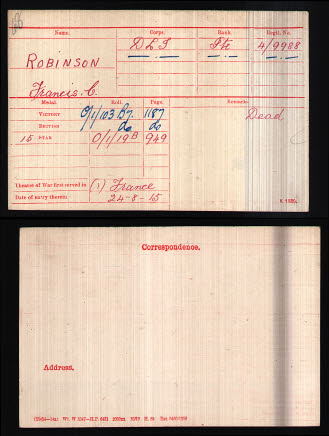 Name. Corps. Rank. Regtl. No.
D L I Pte 4/9988
ROBINSON
Francis. C.
Medal. Roll. Page. Remarks.
VICTORY O/1/103 B7. 1187 Dead
BRITISH do do
15 STAR O/1/19B 949
Theatre of War first served in (1) France
Date of entry therein 24-8-15
K. 1380.
Correspondence.
Address.